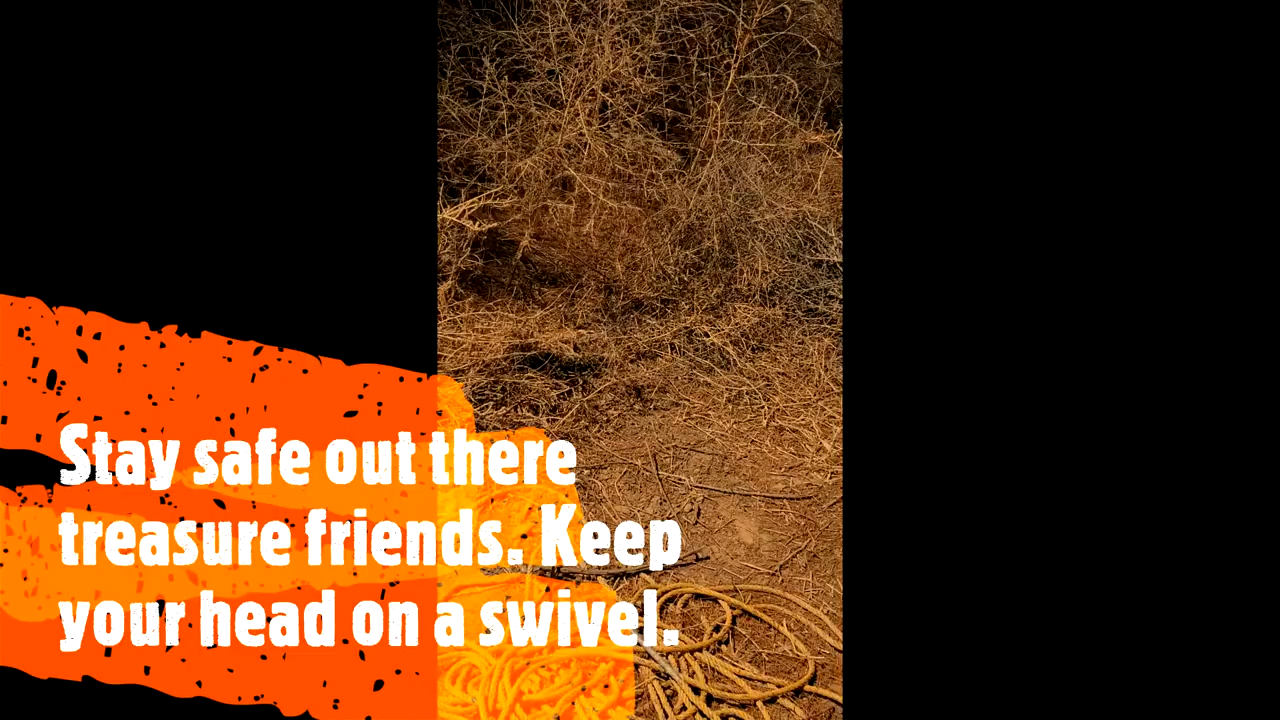 Stay safe out there
treasure friends. Keep
your head on a swivel.